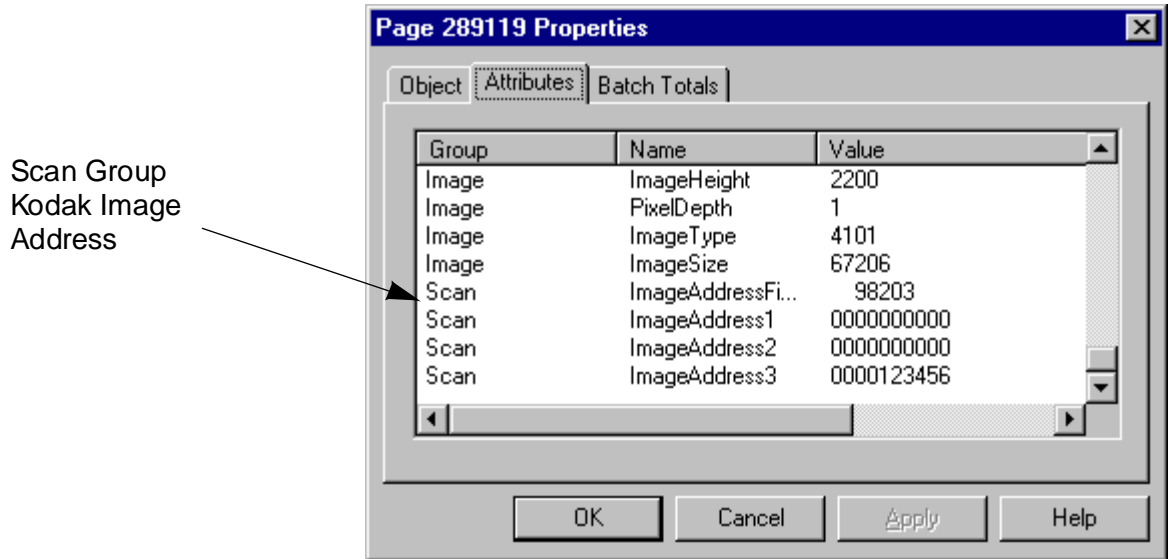 Page 289119 Properties
Object Attributes Batch Totals
Group Name Value
Image ImageHeight 2200
Image PixelDepth 1
Image ImageType 4101
Image ImageSize 67206
Scan ImageAddressFi... 98203
Scan ImageAddress1 0000000000
Scan ImageAddress2 0000000000
Scan ImageAddress3 0000123456
OK Cancel Apply Help
Scan Group
Kodak Image
Address